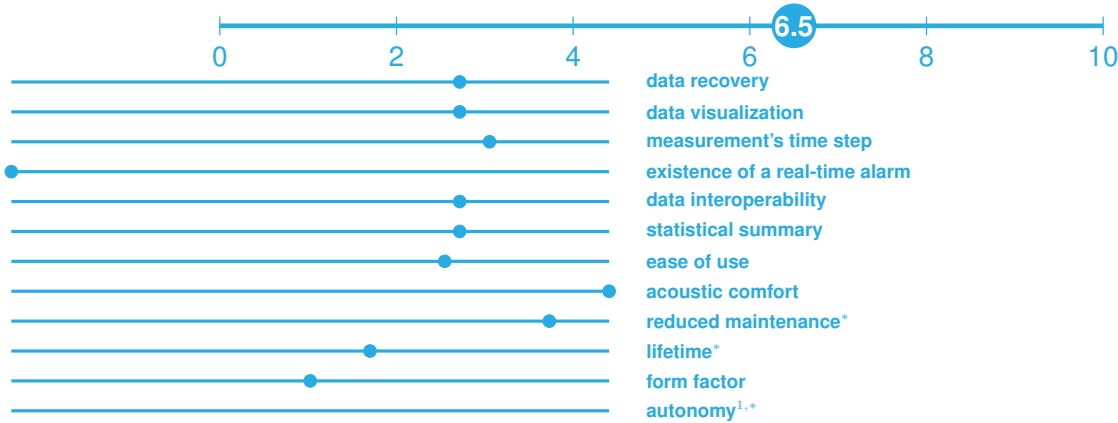 6.5
0 2 4 6 8 10
data recovery
data visualization
measurement's time step
existence of a real-time alarm
data interoperability
statistical summary
ease of use
acoustic comfort
reduced maintenance*
lifetime*
form factor
autonomy1,*